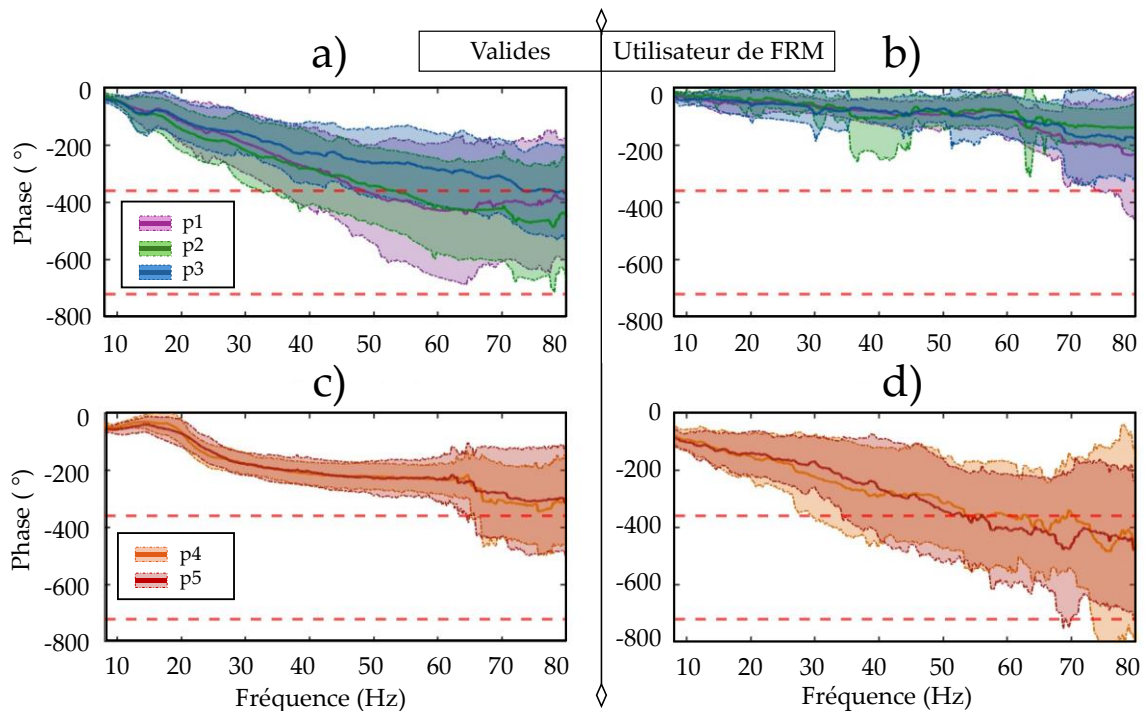 Valides
Utilisateur de FRM
a)
b)
Phase (°)
0
-200
-400
-600
-800
p1
p2
p3
10 20 30 40 50 60 70 80
0
-200
-400
-600
-800
10 20 30 40 50 60 70 80
c)
d)
Phase (°)
0
-200
-400
-600
-800
p4
p5
10 20 30 40 50 60 70 80
Fréquence (Hz)
0
-200
-400
-600
-800
10 20 30 40 50 60 70 80
Fréquence (Hz)